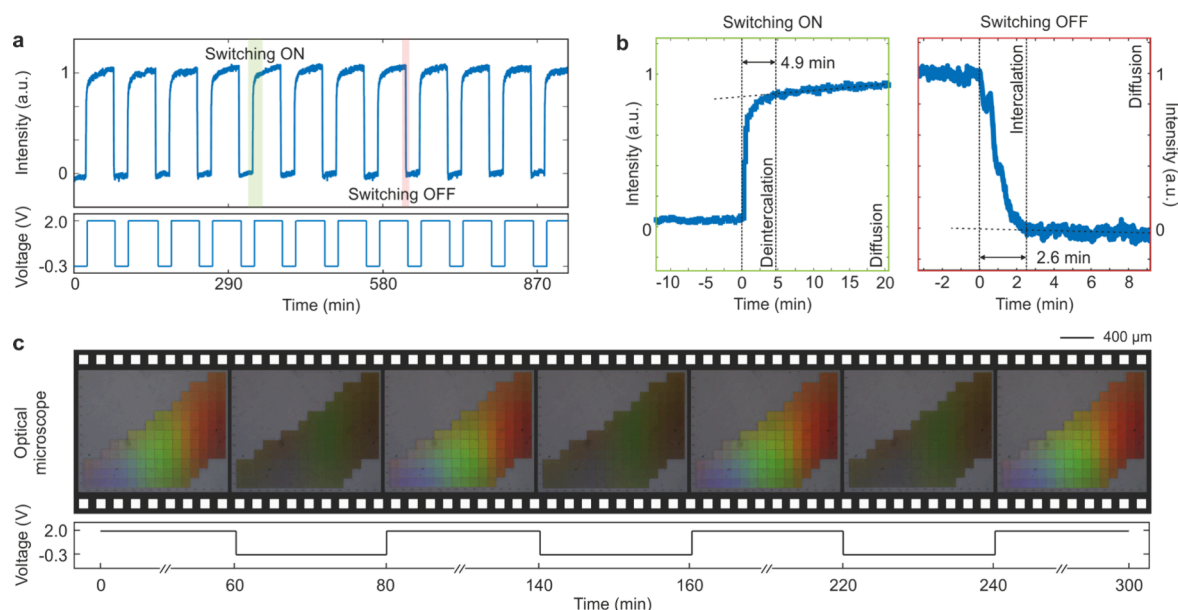 a
Intensity (a.u.)
1
0
Switching ON
Switching OFF
Voltage (V)
2.0
-0.3
0 290 580 870
Time (min)
b
Switching ON
Intensity (a.u.)
1
0
4.9 min
Deintercalation
Diffusion
-10 -5 0 5 10 15 20
Time (min)
Switching OFF
Intercalation
Diffusion
2.6 min
1
0
Intensity (a.u.)
0 2 4 6 8
Time (min)
c
400 µm
Optical
microscope
Voltage (V)
2.0
-0.3
0 60 80 140 160 220 240 300
Time (min)